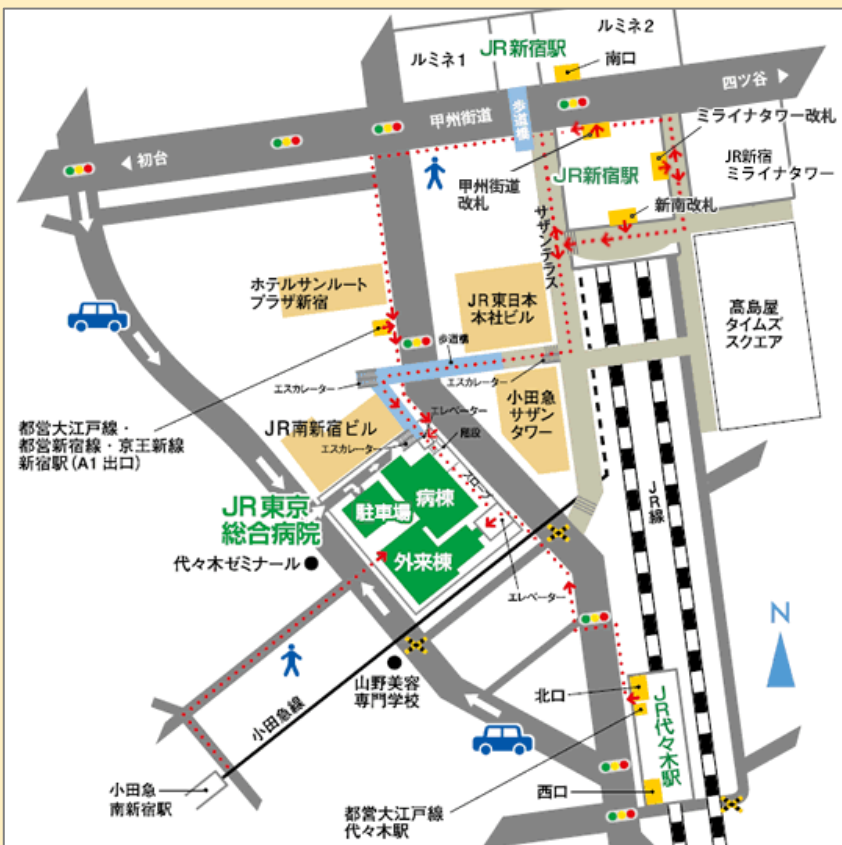 ルミネ1
JR新宿駅
ルミネ2
南口
四ツ谷
甲州街道
歩道橋
初台
ミライナタワー改札
甲州街道
改札
JR新宿駅
JR新宿
ミライナタワー
新南改札
サザンテラス
ホテルサンルート
プラザ新宿
JR東日本
本社ビル
髙島屋
タイムズ
スクエア
歩道橋
エスカレーター
エスカレーター
小田急
サザン
タワー
都営大江戸線・
都営新宿線・京王新線
新宿駅(A1出口)
JR南新宿ビル
エレベーター
階段
エスカレーター
スロープ
JR線
JR東京
総合病院
病棟
駐車場
外来棟
代々木ゼミナール
エレベーター
N
山野美容
専門学校
小田急線
北口
JR代々木駅
西口
小田急
南新宿駅
都営大江戸線
代々木駅